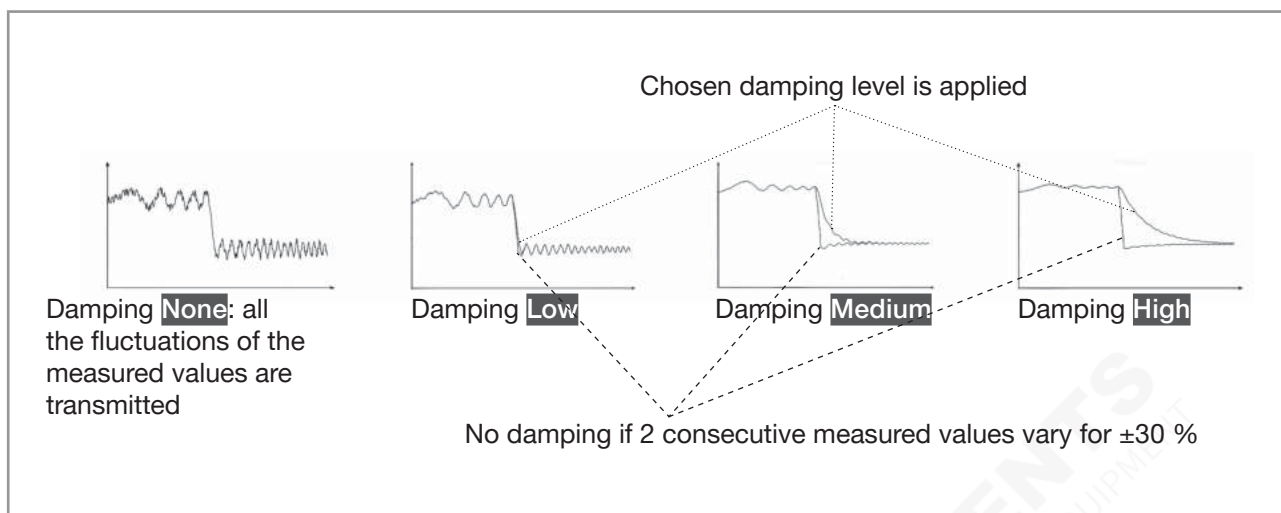 Chosen damping level is applied
Damping None: all
the fluctuations of the
measured values are
transmitted
Damping Low
Damping Medium
Damping High
No damping if 2 consecutive measured values vary for ±30 %